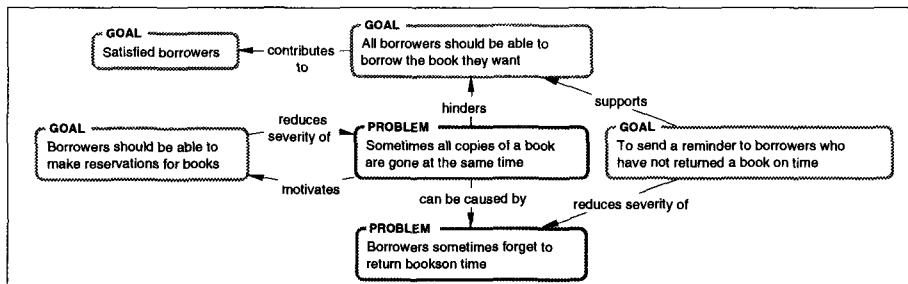 GOAL
Satisfied borrowers
contributes
to
GOAL
All borrowers should be able to
borrow the book they want
hinders
supports
GOAL
Borrowers should be able to
make reservations for books
reduces
severity of
motivates
PROBLEM
Sometimes all copies of a book
are gone at the same time
GOAL
To send a reminder to borrowers who
have not returned a book on time
can be caused by
reduces severity of
PROBLEM
Borrowers sometimes forget to
return bookson time